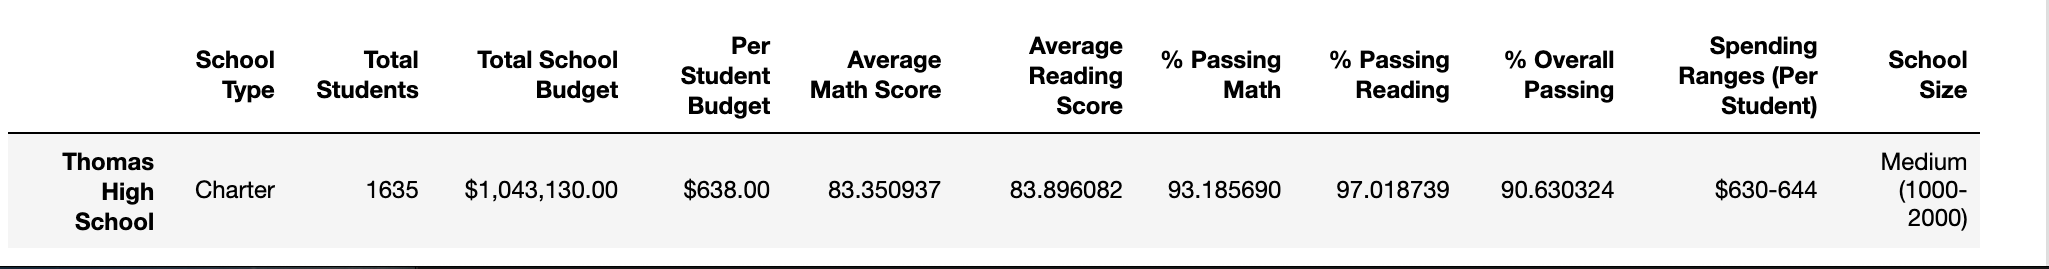 School Type	Total Students	Total School Budget	Per Student Budget	Average Math Score	Average Reading Score	% Passing Math	% Passing Reading	% Overall Passing	Spending Ranges (Per Student)	School Size
Thomas High School	Charter	1635	$1,043,130.00	$638.00	83.350937	83.896082	93.185690	97.018739	90.630324	$630-644	Medium (1000-2000)